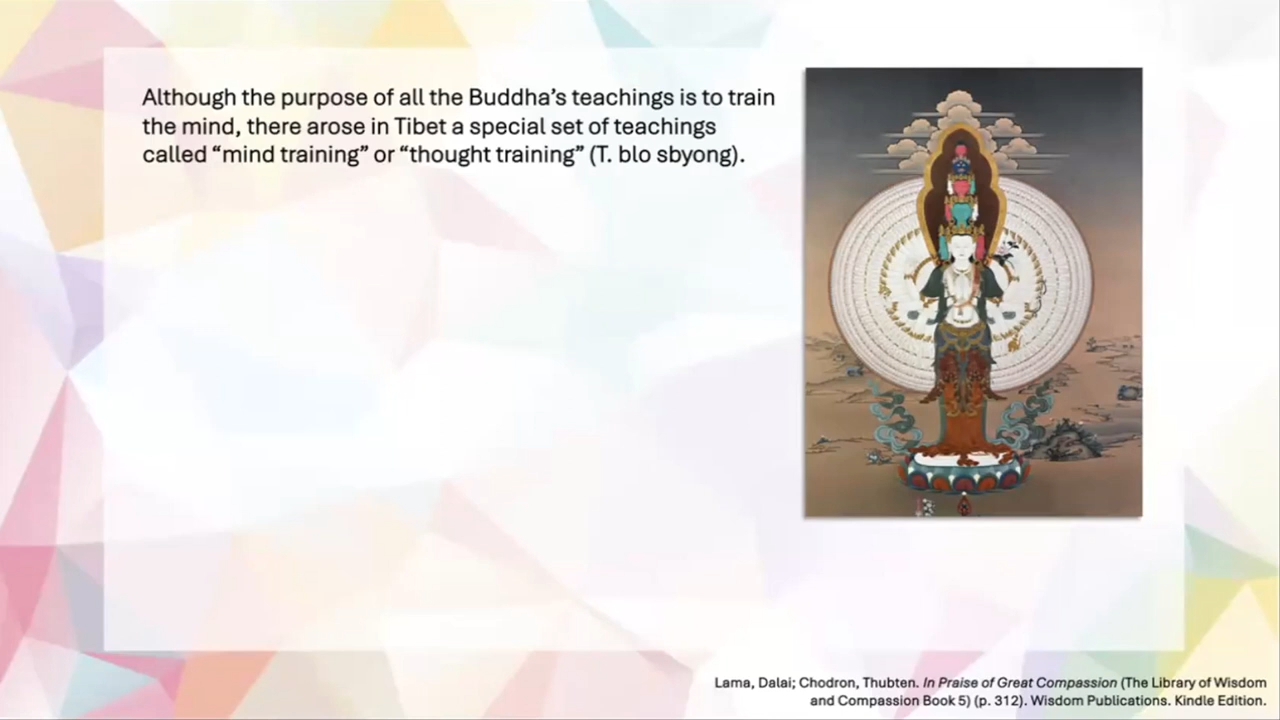 Although the purpose of all the Buddha’s teachings is to train
the mind, there arose in Tibet a special set of teachings
called “mind training” or “thought training” (T. blo sbyong).
Lama, Dalai; Chodron, Thubten. In Praise of Great Compassion (The Library of Wisdom
and Compassion Book 5) (p. 312). Wisdom Publications. Kindle Edition.